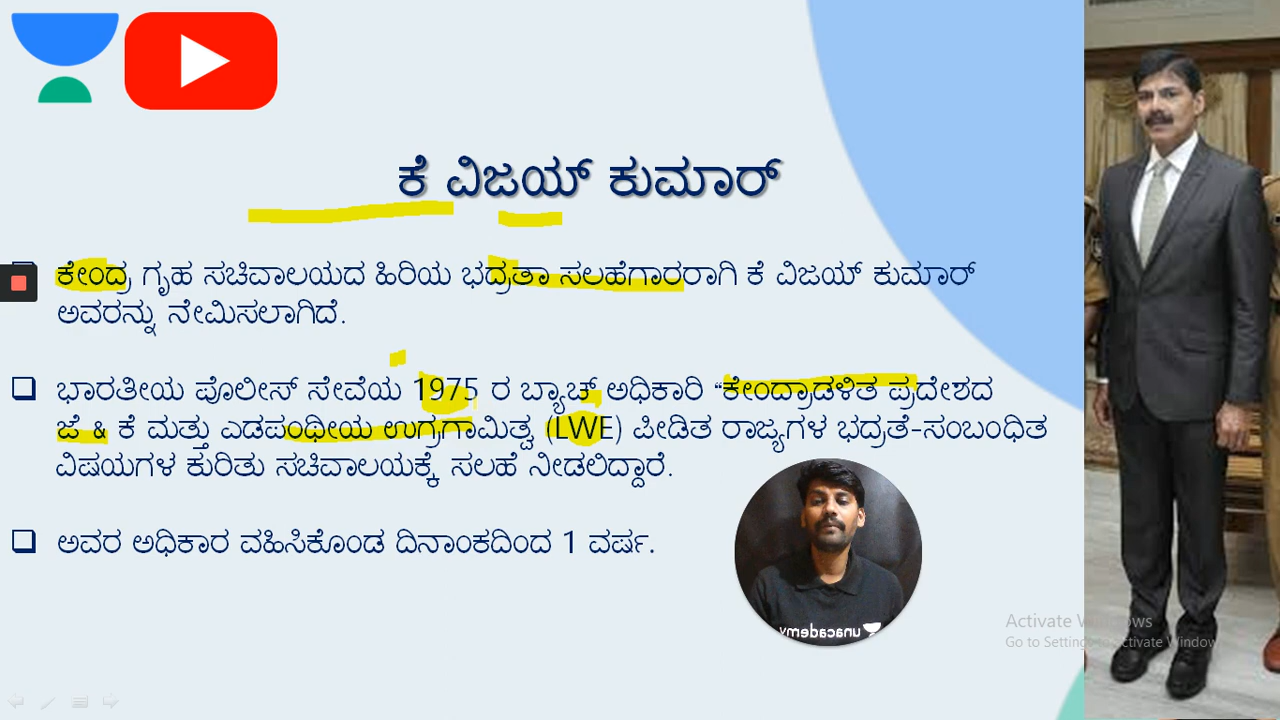 ಕೆ ವಿಜಯ್ ಕುಮಾರ್
ಕೇಂದ್ರ ಗೃಹ ಸಚಿವಾಲಯದ ಹಿರಿಯ ಭದ್ರತಾ ಸಲಹೆಗಾರರಾಗಿ ಕೆ ವಿಜಯ್ ಕುಮಾರ್
ಅವರನ್ನು ನೇಮಿಸಲಾಗಿದೆ.
ಭಾರತೀಯ ಪೊಲೀಸ್ ಸೇವೆಯ 1975 ರ ಬ್ಯಾಚ್ ಅಧಿಕಾರಿ “ಕೇಂದ್ರಾಡಳಿತ ಪ್ರದೇಶದ
ಜೆ & ಕೆ ಮತ್ತು ಎಡಪಂಥೀಯ ಉಗ್ರಗಾಮಿತ್ವ (LWE) ಪೀಡಿತ ರಾಜ್ಯಗಳ ಭದ್ರತೆ-ಸಂಬಂಧಿತ
ವಿಷಯಗಳ ಕುರಿತು ಸಚಿವಾಲಯಕ್ಕೆ ಸಲಹೆ ನೀಡಲಿದ್ದಾರೆ.
ಅವರ ಅಧಿಕಾರ ವಹಿಸಿಕೊಂಡ ದಿನಾಂಕದಿಂದ 1 ವರ್ಷ.
unacademy
Activate Windows
Go to Settings to activate Windows